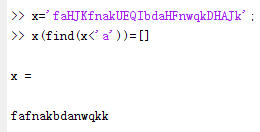 >> x='faHJKfnakUEQIbdaHFnwqkDHAJk';
>> x(find(x<'a'))=[]
x =
fafnakbdanwqkk